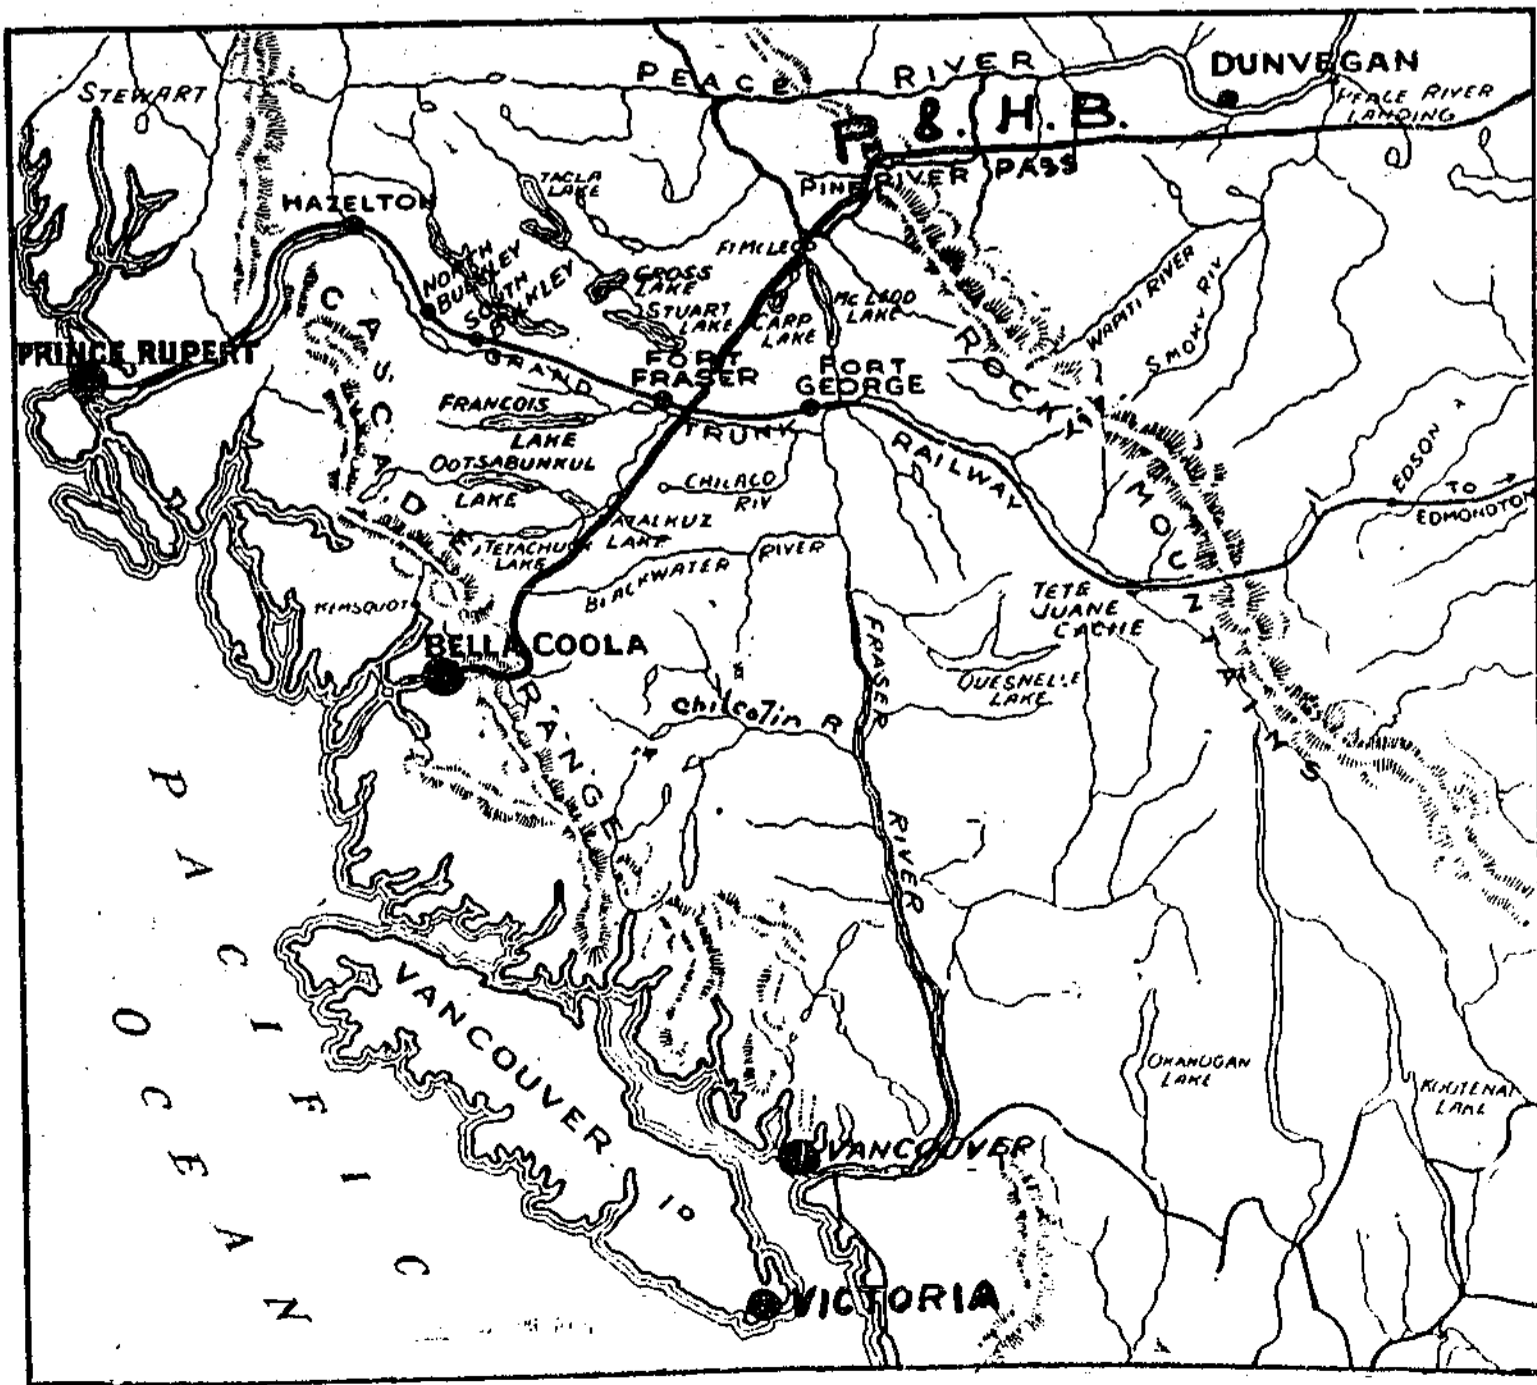 PEACE RIVER
DUNVEGAN
STEWART
PEACE RIVER
LANDING
P. & H. B.
PINE RIVER PASS
TACLA
LAKE
HAZELTON
FT MCLEOD
NORTH
BULKLEY
SOUTH
BULKLEY
CROSS
LAKE
STUART
LAKE
CARP
LAKE
MCLEOD
LAKE
WAPITI RIVER
SMOKY RIV
PRINCE RUPERT
FORT
FRASER
FORT
GEORGE
GRAND TRUNK RAILWAY
FRANCOIS
LAKE
OOTSABUNKUL
LAKE
CHILACO
RIV
EDSON
TO
EDMONDTON
TETACHUCK
LAKE
LAKE
BLACKWATER RIVER
KEMSQUOT
TETE
JUANE
CACHE
BELLA COOLA
QUESNELLE
LAKE
Chilcotin R
CASCADE RANGE
ROCKY MOUNTAINS
FRASER RIVER
PACIFIC
OCEAN
VANCOUVER ID
OKANOGAN
LAKE
KOOTENAY
LAKE
VANCOUVER
VICTORIA